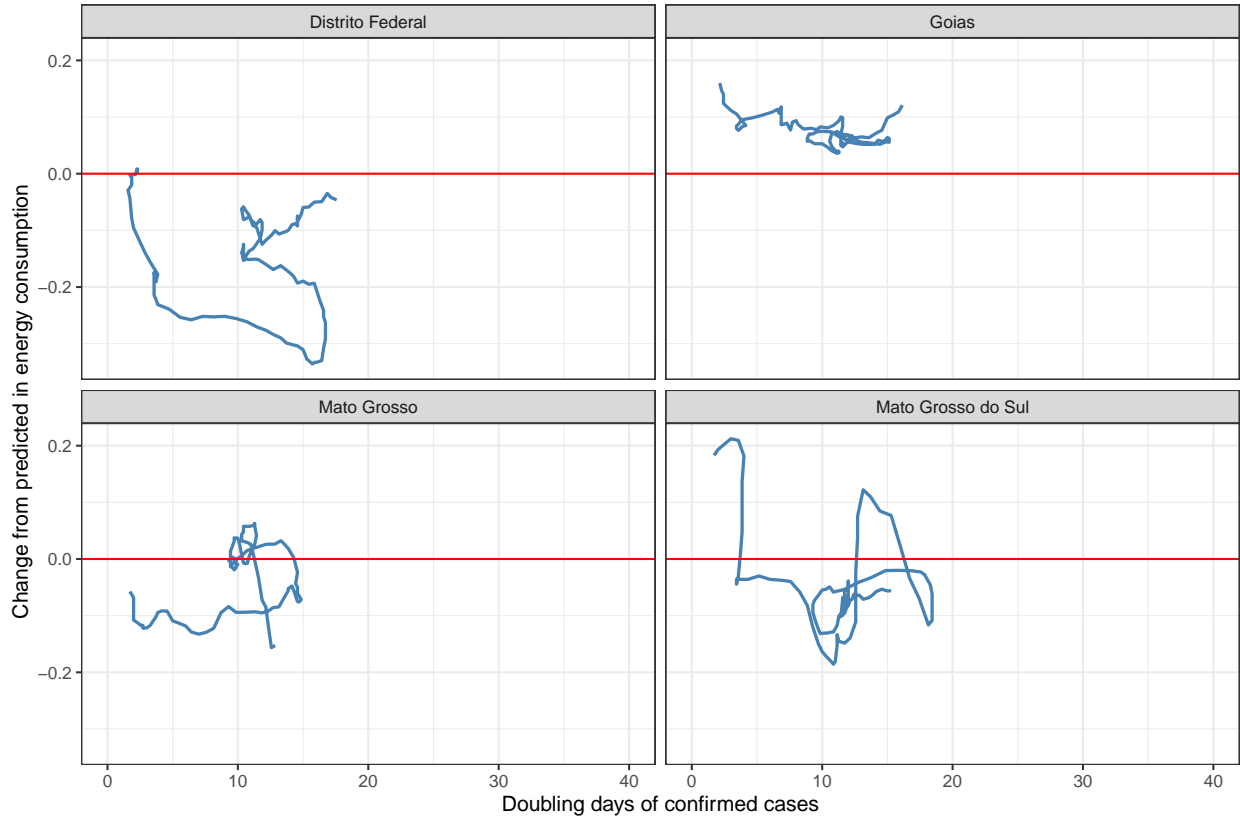 Distrito Federal
Goias
0.2
0.0
−0.2
Mato Grosso
Mato Grosso do Sul
0.2
0.0
−0.2
0
10
20
30
40
0
10
20
30
40
Doubling days of confirmed cases
Change from predicted in energy consumption